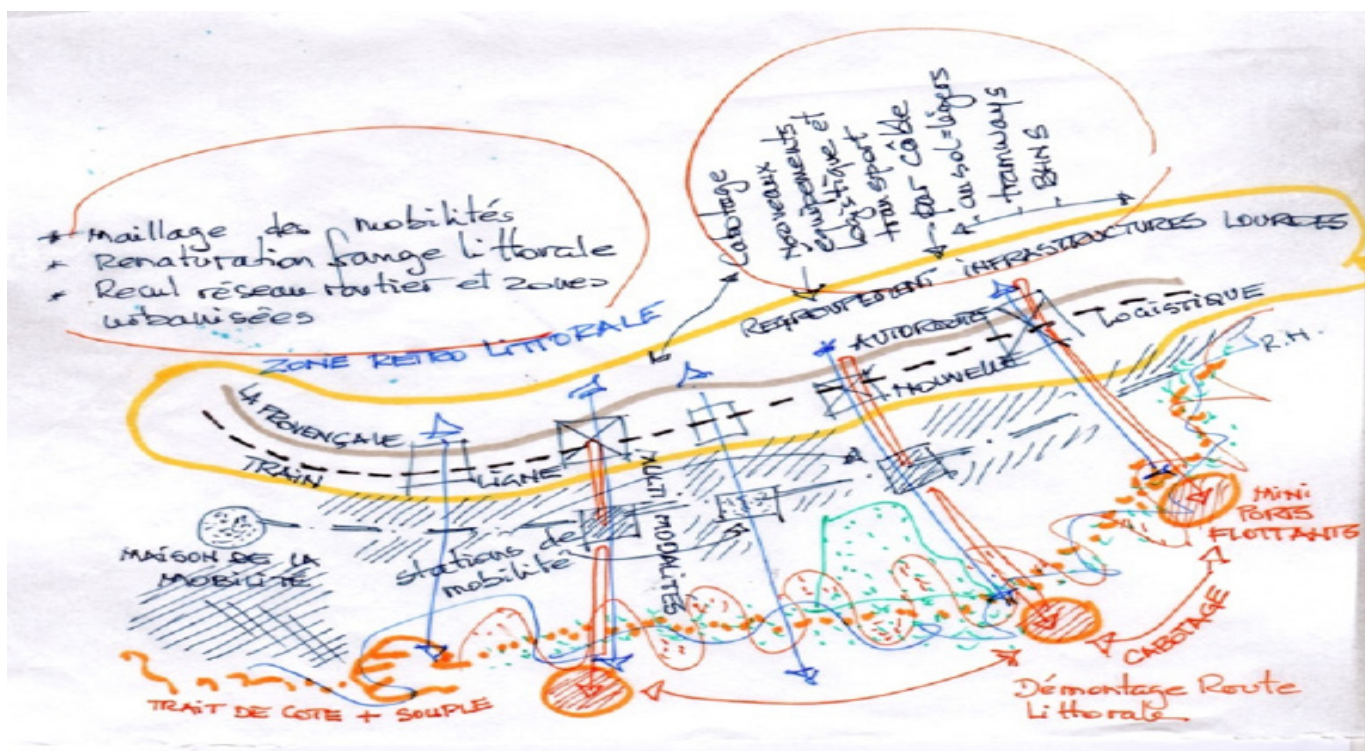 * Maillage des mobilités
* Renaturation frange littorale
* Recul réseau routier et zones
urbanisées
Cabotage
Nouveaux
équipements
logistique et
transport
par câble
au sol = légers
tramways
BHNS
ZONE RETRO LITTORALE
REGROUPEMENT INFRASTRUCTURES LOURDES
LA PROVENÇALE
AUTOROUTE
LOGISTIQUE
TRAIN
LIGNE
NOUVELLE
R.H.
MULTI MODALITES
MAISON DE LA
MOBILITÉ
stations de
mobilité
MINI
PORTS
FLOTTANTS
CABOTAGE
TRAIT DE COTE + SOUPLE
Démontage Route
Littorale